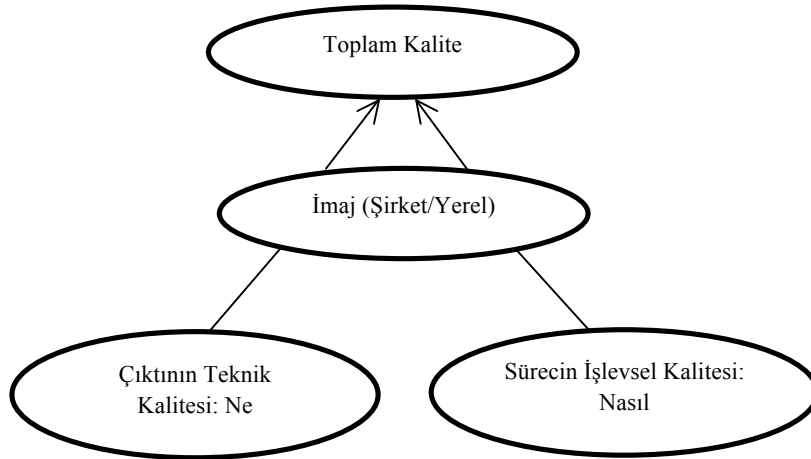 Toplam Kalite
İmaj (Şirket/Yerel)
Çıktının Teknik
Kalitesi: Ne
Sürecin İşlevsel Kalitesi:
Nasıl